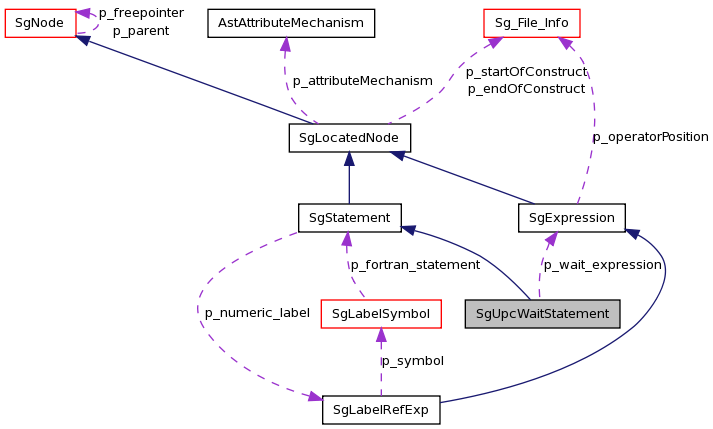 p_freepointer
p_parent
SgNode
AstAttributeMechanism
Sg_File_Info
p_attributeMechanism
p_startOfConstruct
p_endOfConstruct
p_operatorPosition
SgLocatedNode
SgStatement
SgExpression
p_fortran_statement
p_wait_expression
p_numeric_label
SgLabelSymbol
SgUpcWaitStatement
p_symbol
SgLabelRefExp